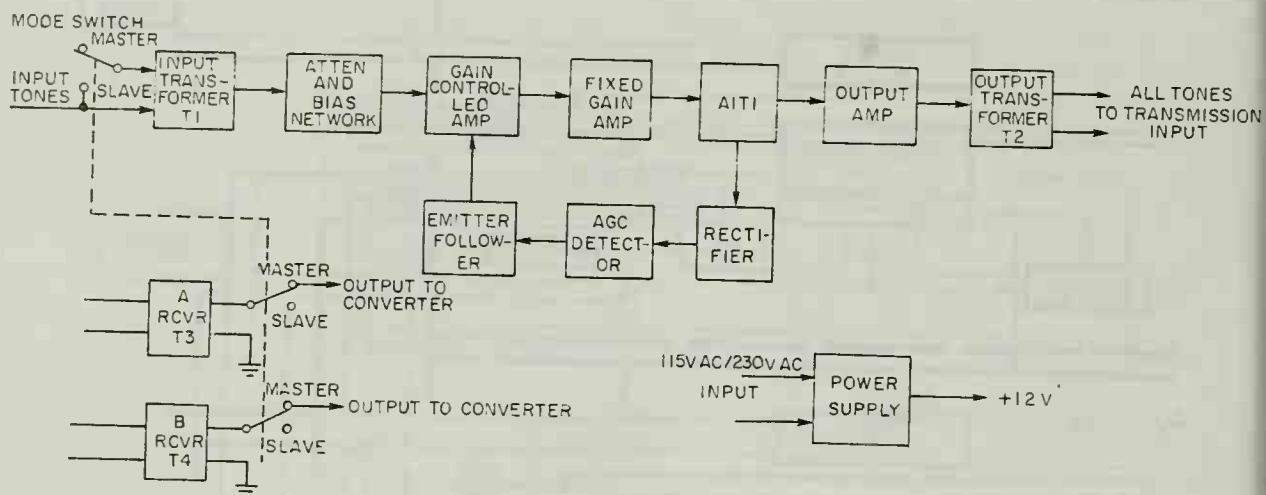 MODE SWITCH
MASTER
INPUT
TONES
SLAVE
INPUT
TRANS-
FORMER
T1
ATTEN
AND
BIAS
NETWORK
GAIN
CONTROL-
LED
AMP
FIXED
GAIN
AMP
A1T1
OUTPUT
AMP
OUTPUT
TRANS-
FORMER
T2
ALL TONES
TO TRANSMISSION
INPUT
EMITTER
FOLLOW-
ER
AGC
DETECT-
OR
RECTI-
FIER
A
RCVR
T3
MASTER
OUTPUT TO
CONVERTER
SLAVE
B
RCVR
T4
MASTER
OUTPUT TO CONVERTER
SLAVE
115V AC/230V AC
INPUT
POWER
SUPPLY
+12V